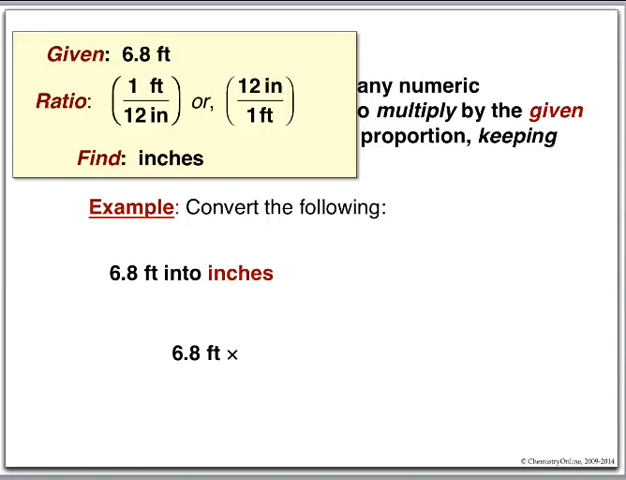 Given: 6.8 ft
Ratio: (1 ft / 12 in) or, (12 in / 1 ft)
Find: inches
any numeric
o multiply by the given
proportion, keeping
Example: Convert the following:
6.8 ft into inches
6.8 ft ×
© ChemistryOnline, 2009-2014